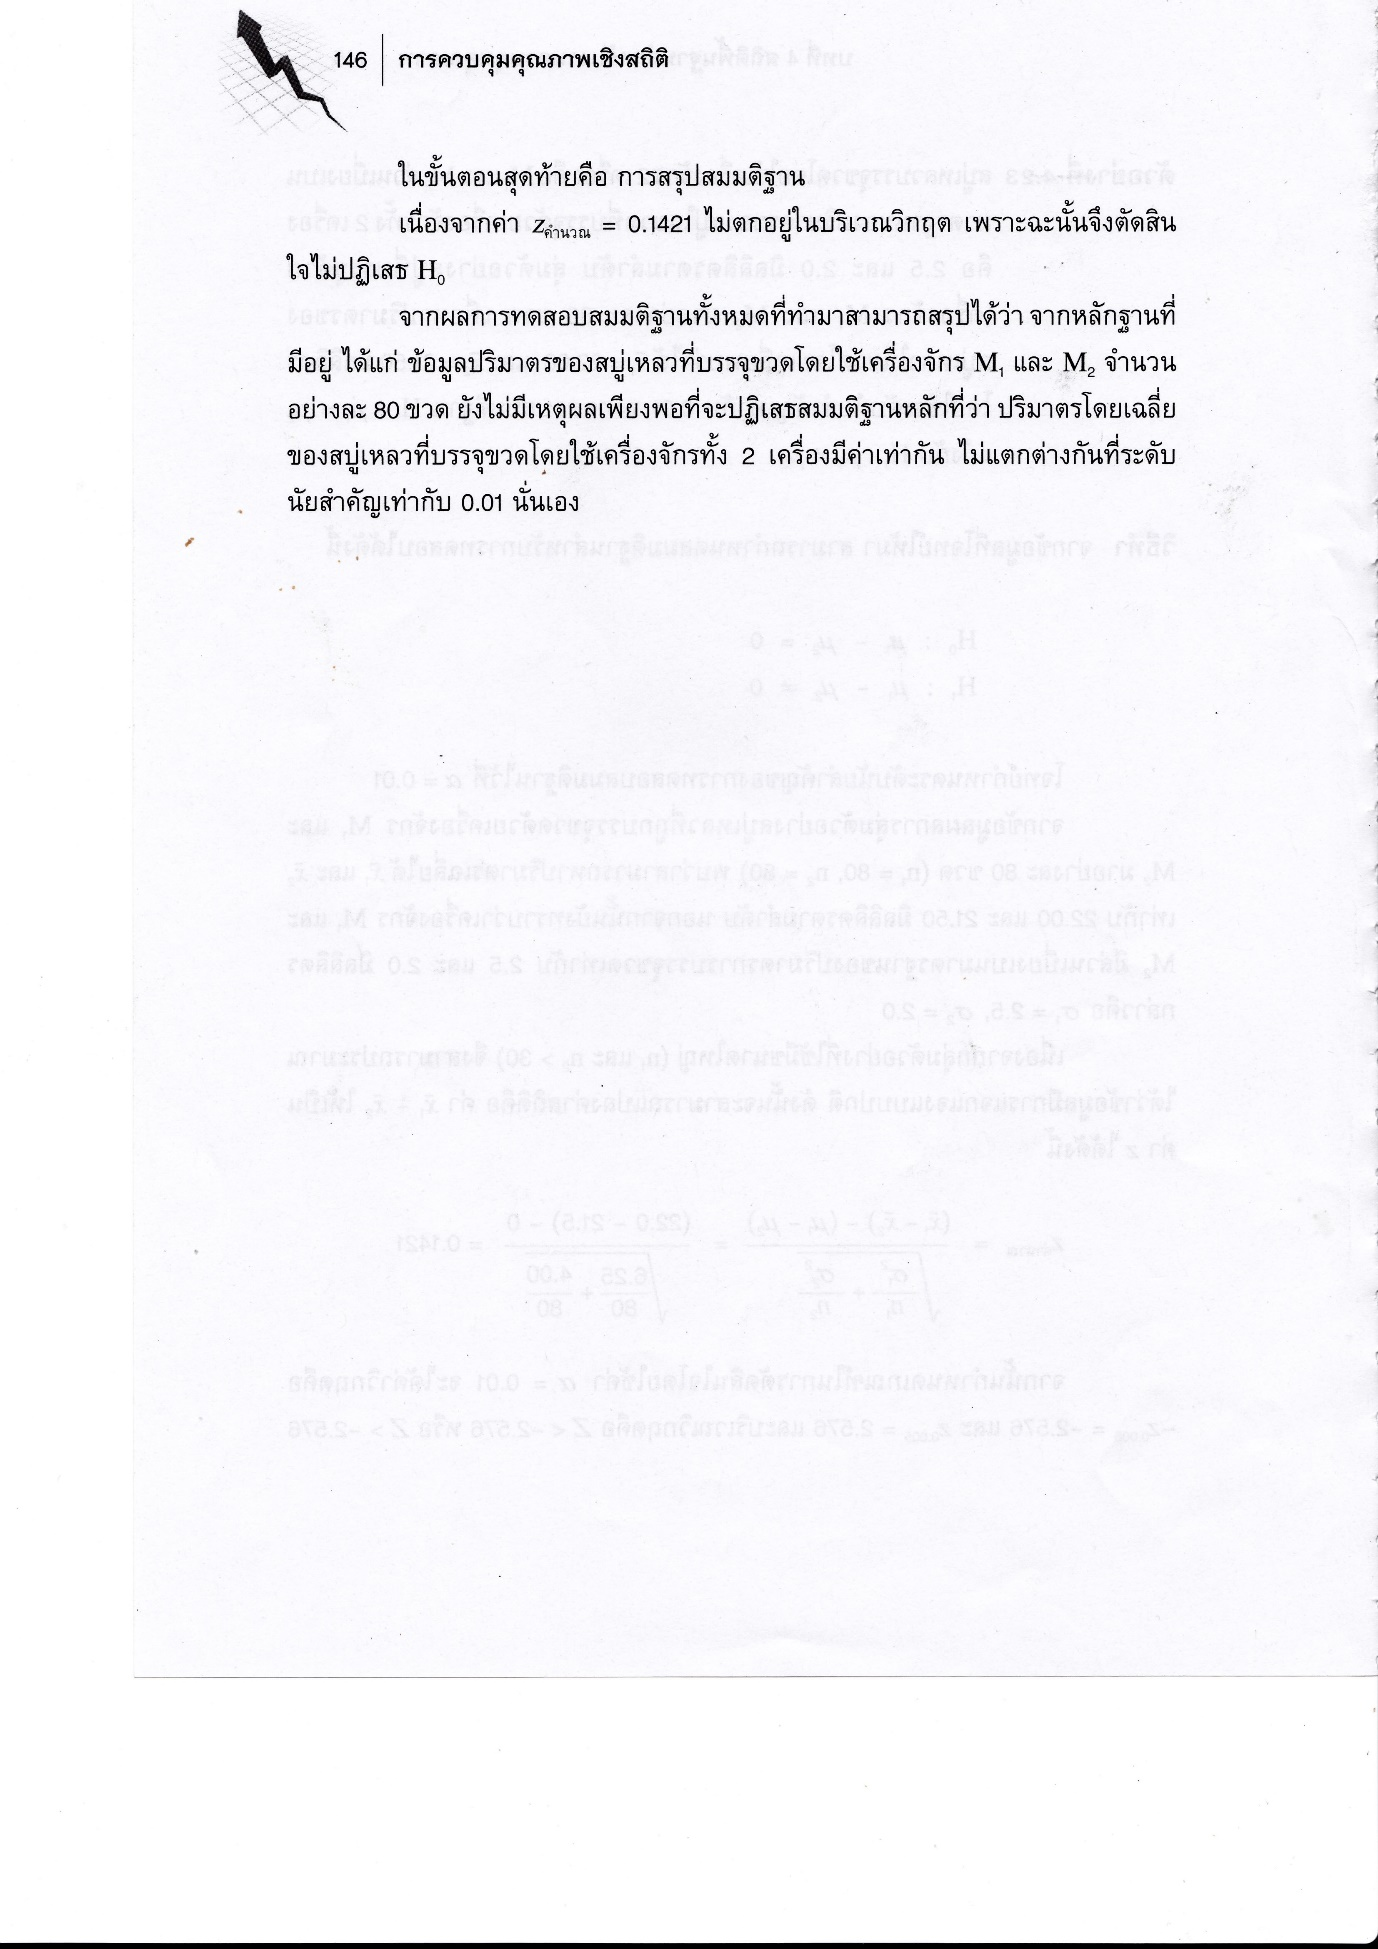 146 การควบคุมคุณภาพเชิงสถิติ
ในขั้นตอนสุดท้ายคือ การสรุปสมมติฐาน
เนื่องจากค่า zคำนวณ = 0.1421 ไม่ตกอยู่ในบริเวณวิกฤต เพราะฉะนั้นจึงตัดสิน
ใจไม่ปฏิเสธ H₀
จากผลการทดสอบสมมติฐานทั้งหมดที่ทำมาสามารถสรุปได้ว่า จากหลักฐานที่
มีอยู่ ได้แก่ ข้อมูลปริมาตรของสบู่เหลวที่บรรจุขวดโดยใช้เครื่องจักร M₁ และ M₂ จำนวน
อย่างละ 80 ขวด ยังไม่มีเหตุผลเพียงพอที่จะปฏิเสธสมมติฐานหลักที่ว่า ปริมาตรโดยเฉลี่ย
ของสบู่เหลวที่บรรจุขวดโดยใช้เครื่องจักรทั้ง 2 เครื่องมีค่าเท่ากัน ไม่แตกต่างกันที่ระดับ
นัยสำคัญเท่ากับ 0.01 นั่นเอง